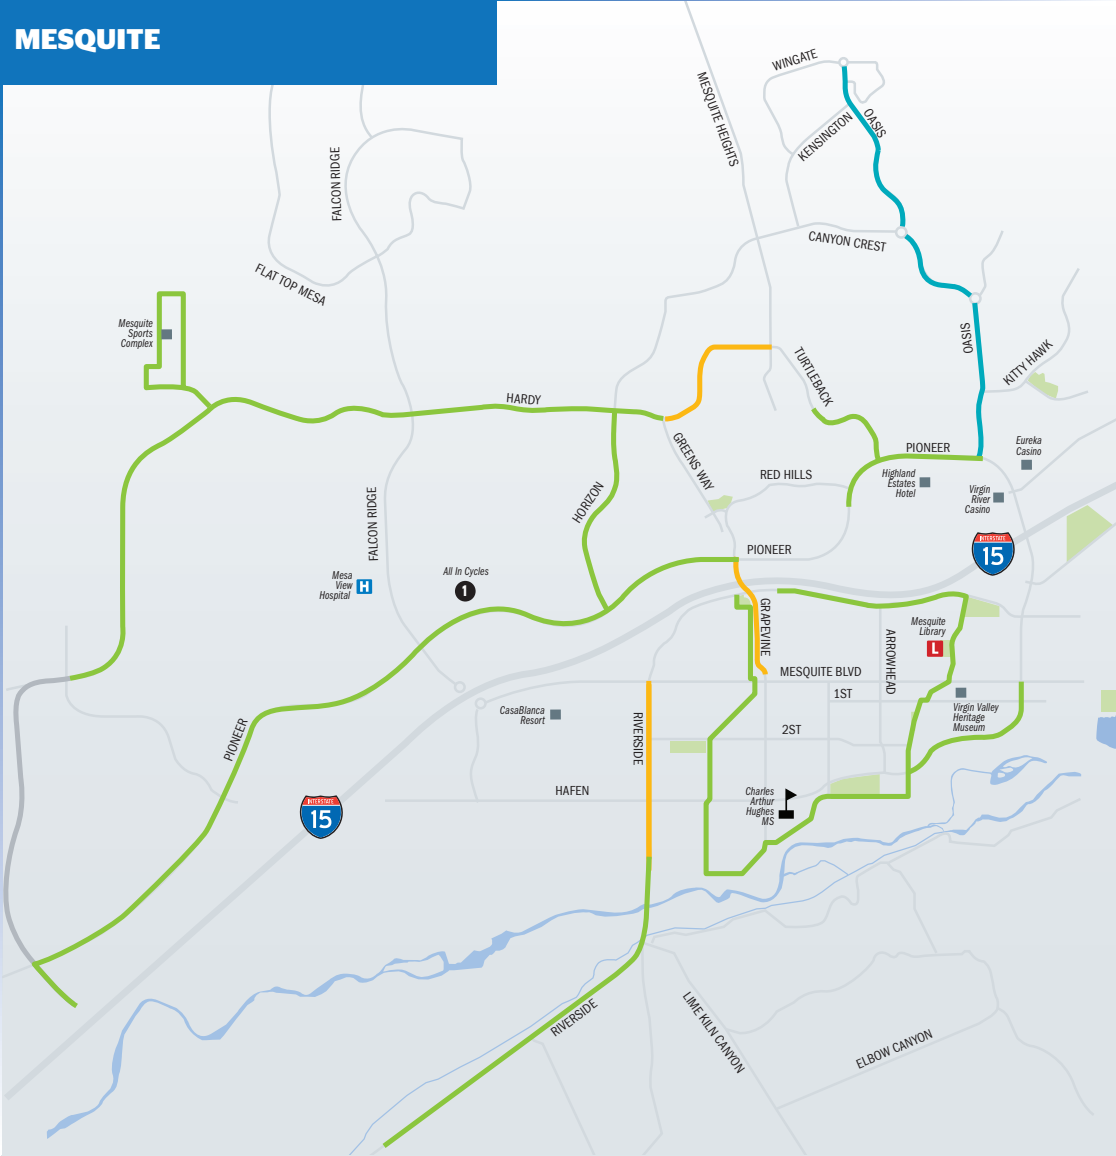 MESQUITE
WINGATE
MESQUITE HEIGHTS
OASIS
KENSINGTON
FALCON RIDGE
CANYON CREST
FLAT TOP MESA
Mesquite
Sports
Complex
OASIS
KITTY HAWK
TURTLEBACK
HARDY
GREENS WAY
PIONEER
Eureka
Casino
RED HILLS
Highland
Estates
Hotel
Virgin
River
Casino
HORIZON
FALCON RIDGE
PIONEER
INTERSTATE
15
Mesa
View
Hospital
H
All In Cycles
1
GRAPEVINE
Mesquite
Library
L
ARROWHEAD
MESQUITE BLVD
1ST
CasaBlanca
Resort
RIVERSIDE
2ST
Virgin Valley
Heritage
Museum
PIONEER
HAFEN
Charles
Arthur
Hughes
MS
INTERSTATE
15
RIVERSIDE
LIME KILN CANYON
ELBOW CANYON